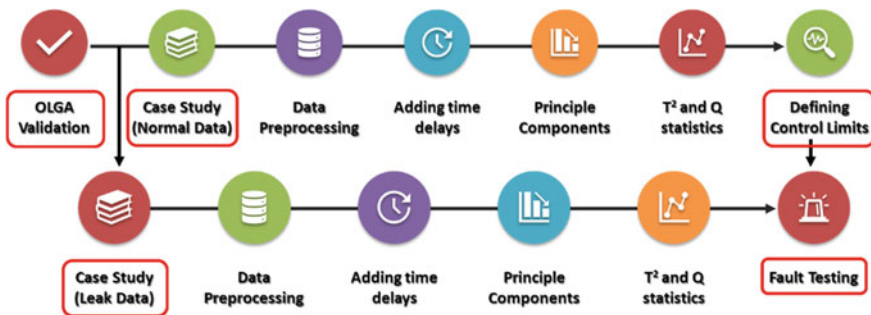 OLGA
Validation
Case Study
(Normal Data)
Data
Preprocessing
Adding time
delays
Principle
Components
T² and Q
statistics
Defining
Control Limits
Case Study
(Leak Data)
Data
Preprocessing
Adding time
delays
Principle
Components
T² and Q
statistics
Fault Testing